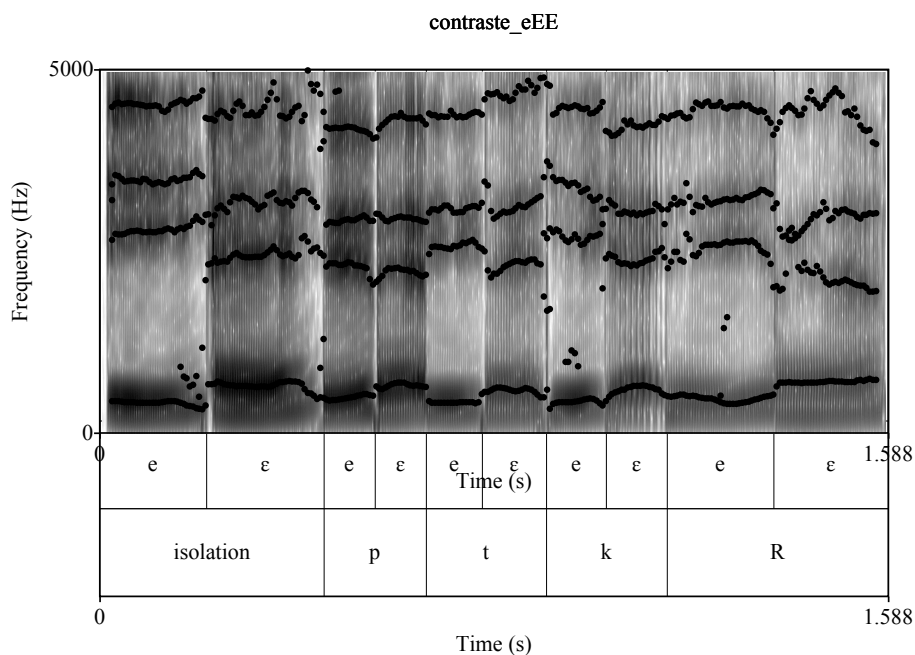 contraste_eEE
5000
Frequency (Hz)
0
0 1.588
e ε e ε e ε e ε e ε
Time (s)
isolation p t k R
0 1.588
Time (s)